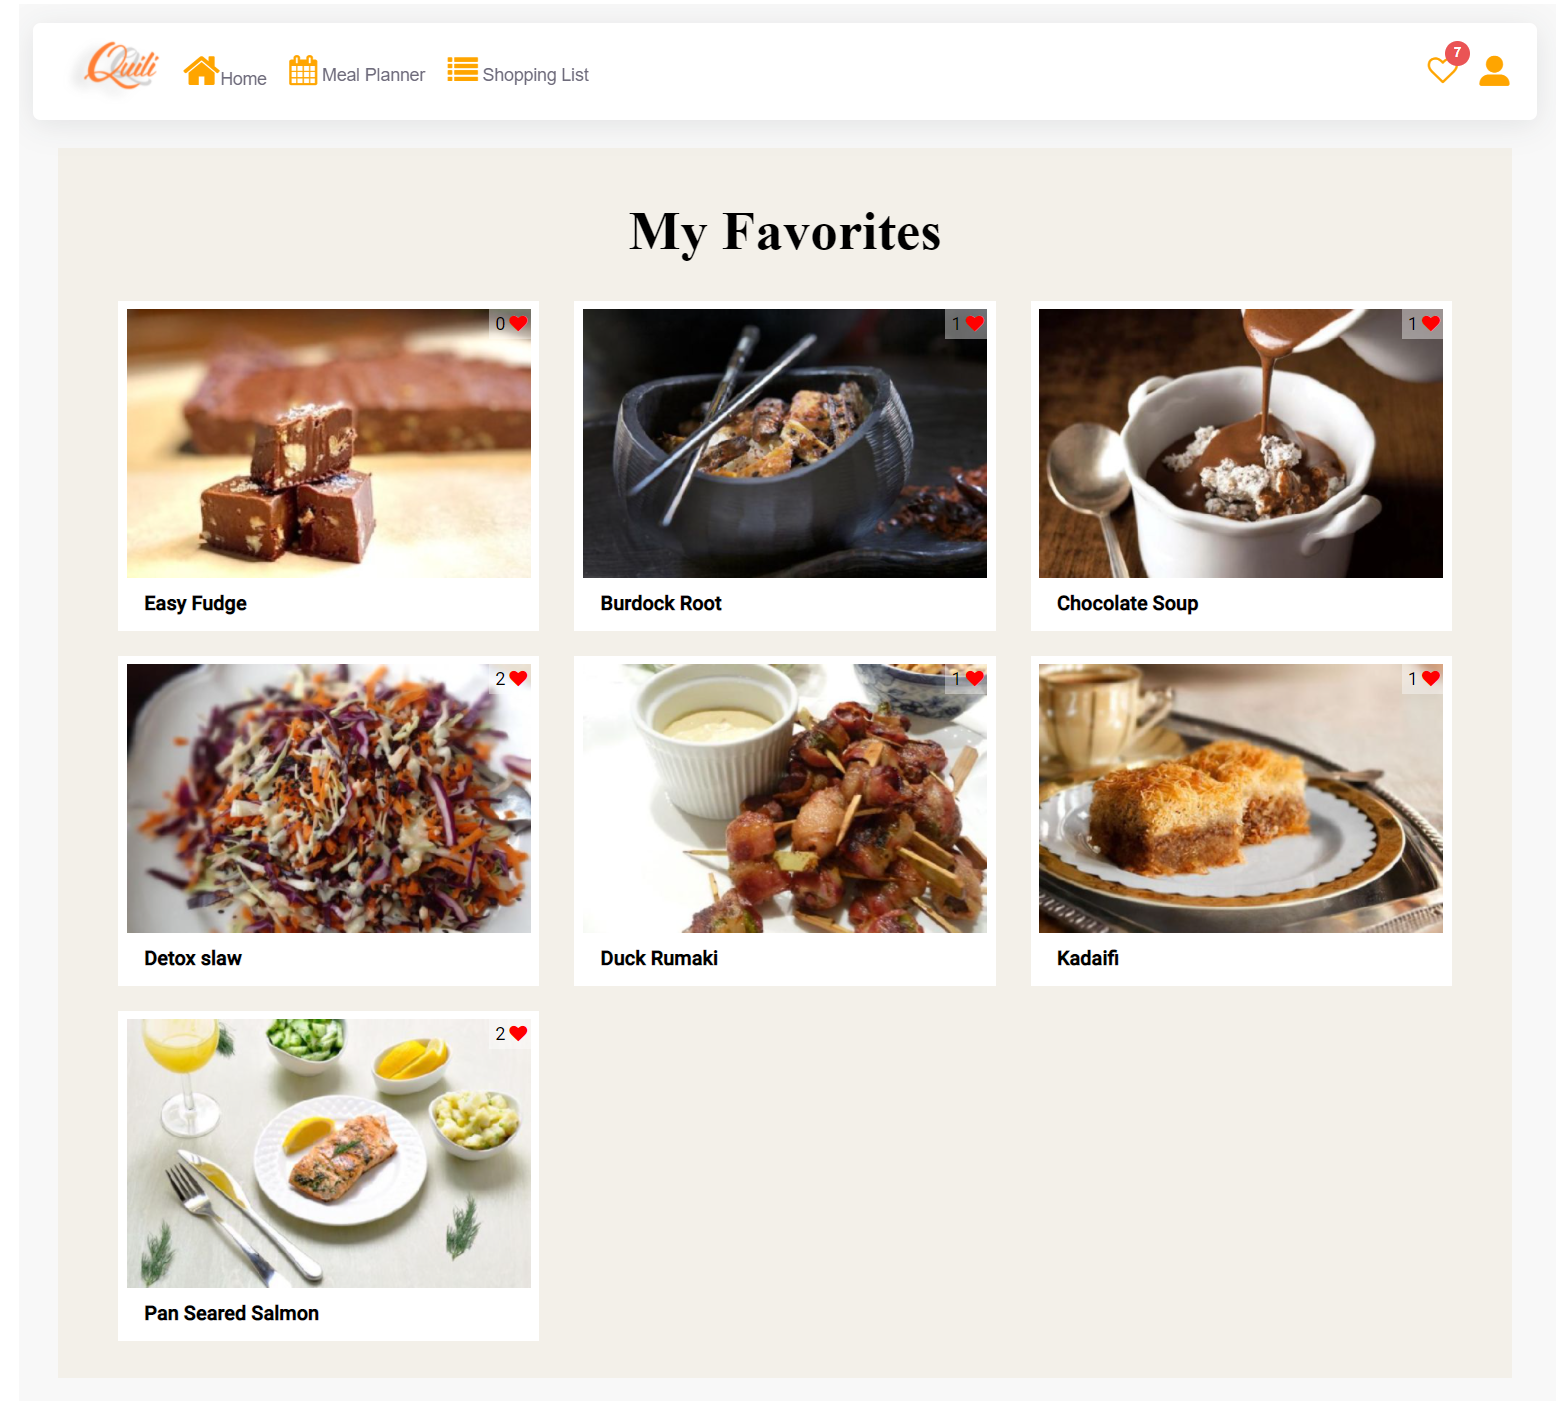 Quili
Home
Meal Planner
Shopping List
7
My Favorites
0
1
1
Easy Fudge
Burdock Root
Chocolate Soup
2
1
1
Detox slaw
Duck Rumaki
Kadaifi
2
Pan Seared Salmon